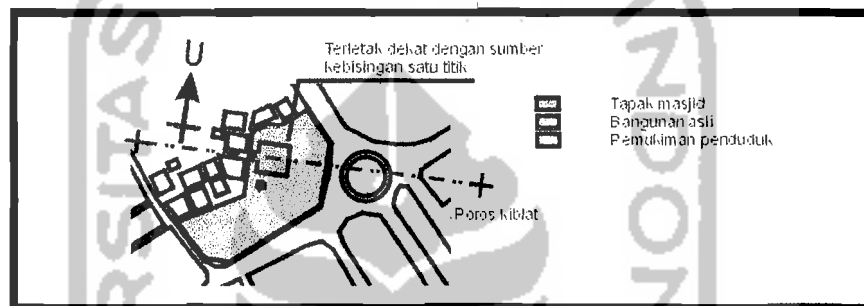 U
Terletak dekat dengan sumber
kebisingan satu titik
Tapak masjid
Bangunan asli
Pemukiman penduduk
Poros kiblat